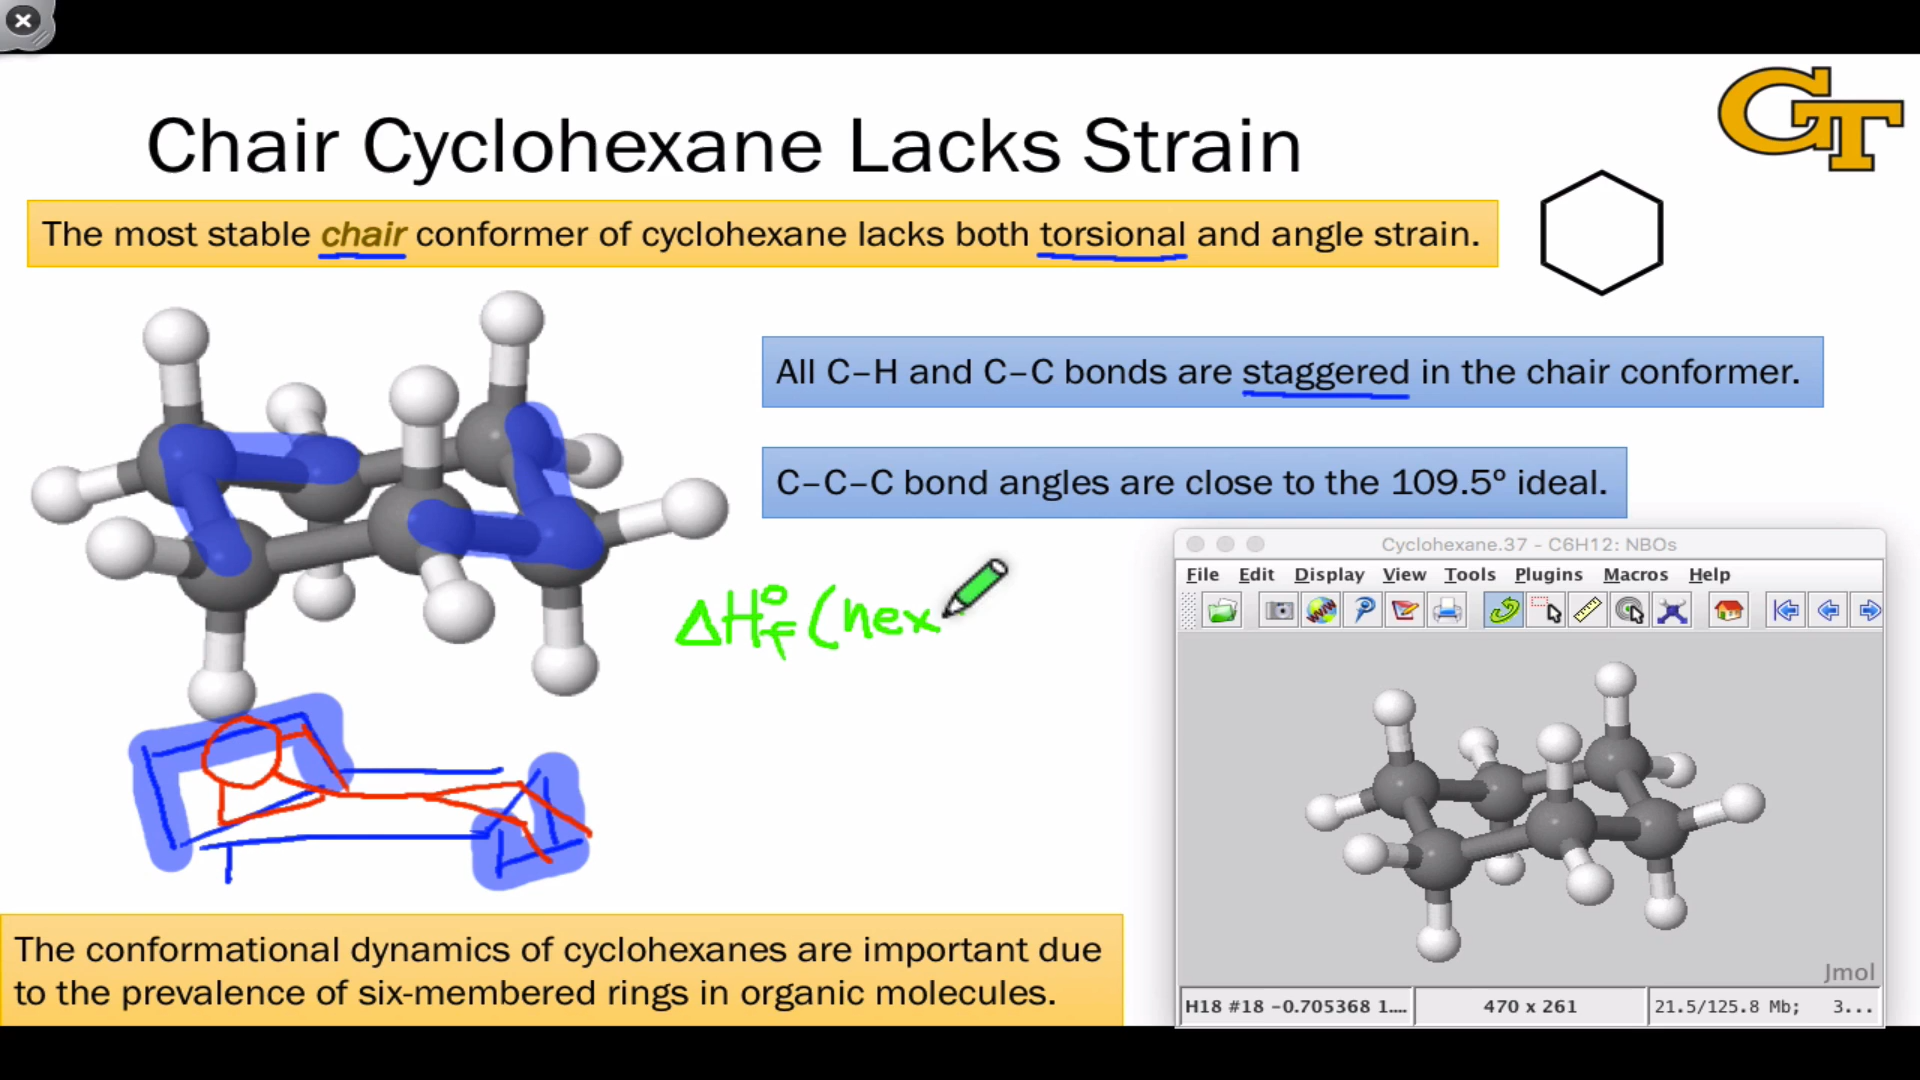 GT
Chair Cyclohexane Lacks Strain
The most stable chair conformer of cyclohexane lacks both torsional and angle strain.
All C–H and C–C bonds are staggered in the chair conformer.
C–C–C bond angles are close to the 109.5º ideal.
ΔH°f (hex
Cyclohexane.37 - C6H12: NBOs
File Edit Display View Tools Plugins Macros Help
Jmol
H18 #18 -0.705368 1.... 470 x 261 21.5/125.8 Mb; 3...
The conformational dynamics of cyclohexanes are important due
to the prevalence of six-membered rings in organic molecules.